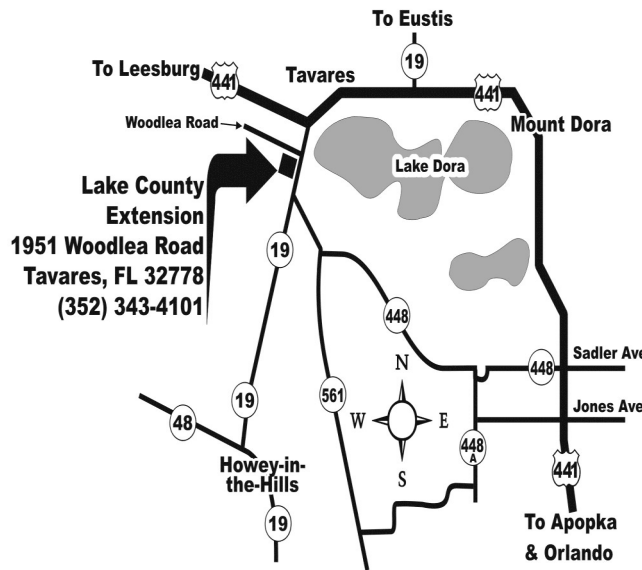 To Eustis
19
To Leesburg
441
Tavares
441
Woodlea Road
Mount Dora
Lake Dora
Lake County
Extension
1951 Woodlea Road
Tavares, FL 32778
(352) 343-4101
19
448
Sadler Ave
448
N
561
19
48
W
E
Jones Ave
448
A
S
Howey-in-
the-Hills
441
19
To Apopka
& Orlando